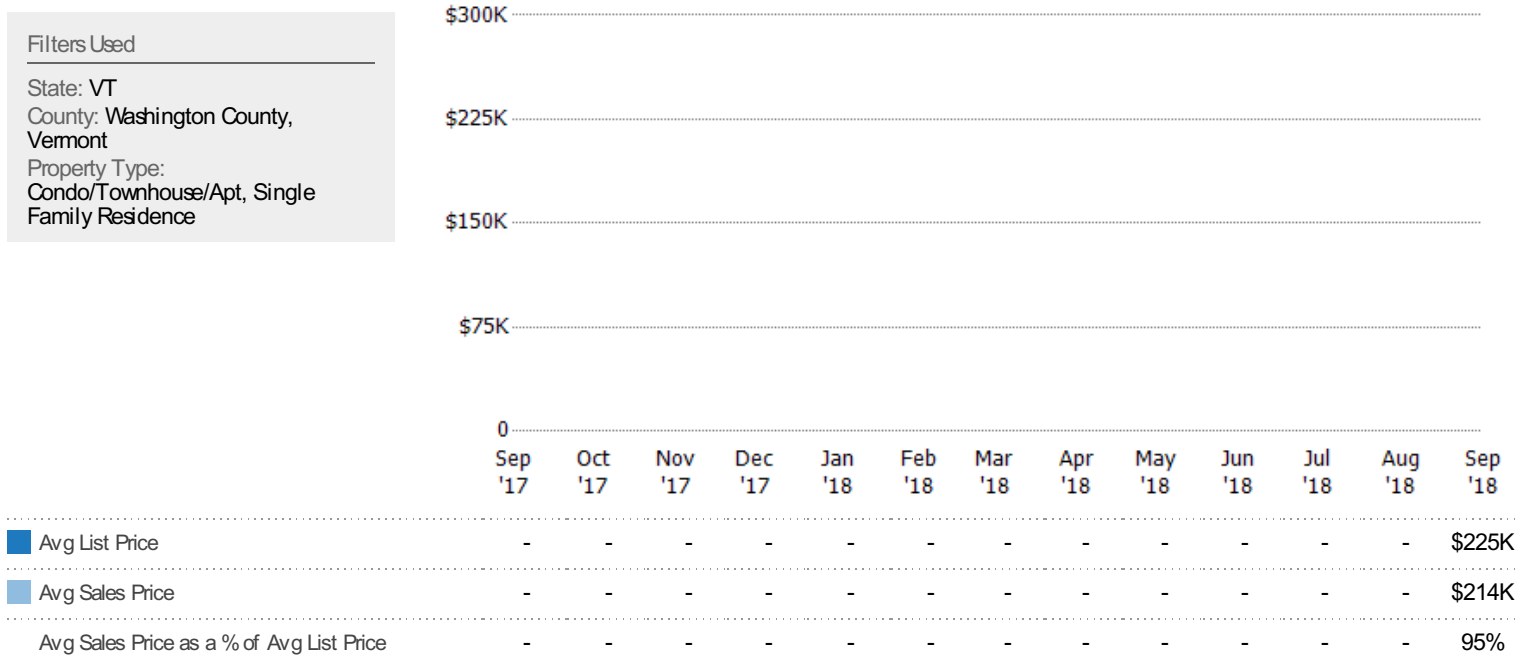 Filters Used
State: VT
County: Washington County,
Vermont
Property Type:
Condo/Townhouse/Apt, Single
Family Residence
$300K
$225K
$150K
$75K
0
Sep Oct Nov Dec Jan Feb Mar Apr May Jun Jul Aug Sep
'17 '17 '17 '17 '18 '18 '18 '18 '18 '18 '18 '18 '18
Avg List Price - - - - - - - - - - - - $225K
Avg Sales Price - - - - - - - - - - - - $214K
Avg Sales Price as a % of Avg List Price - - - - - - - - - - - - 95%